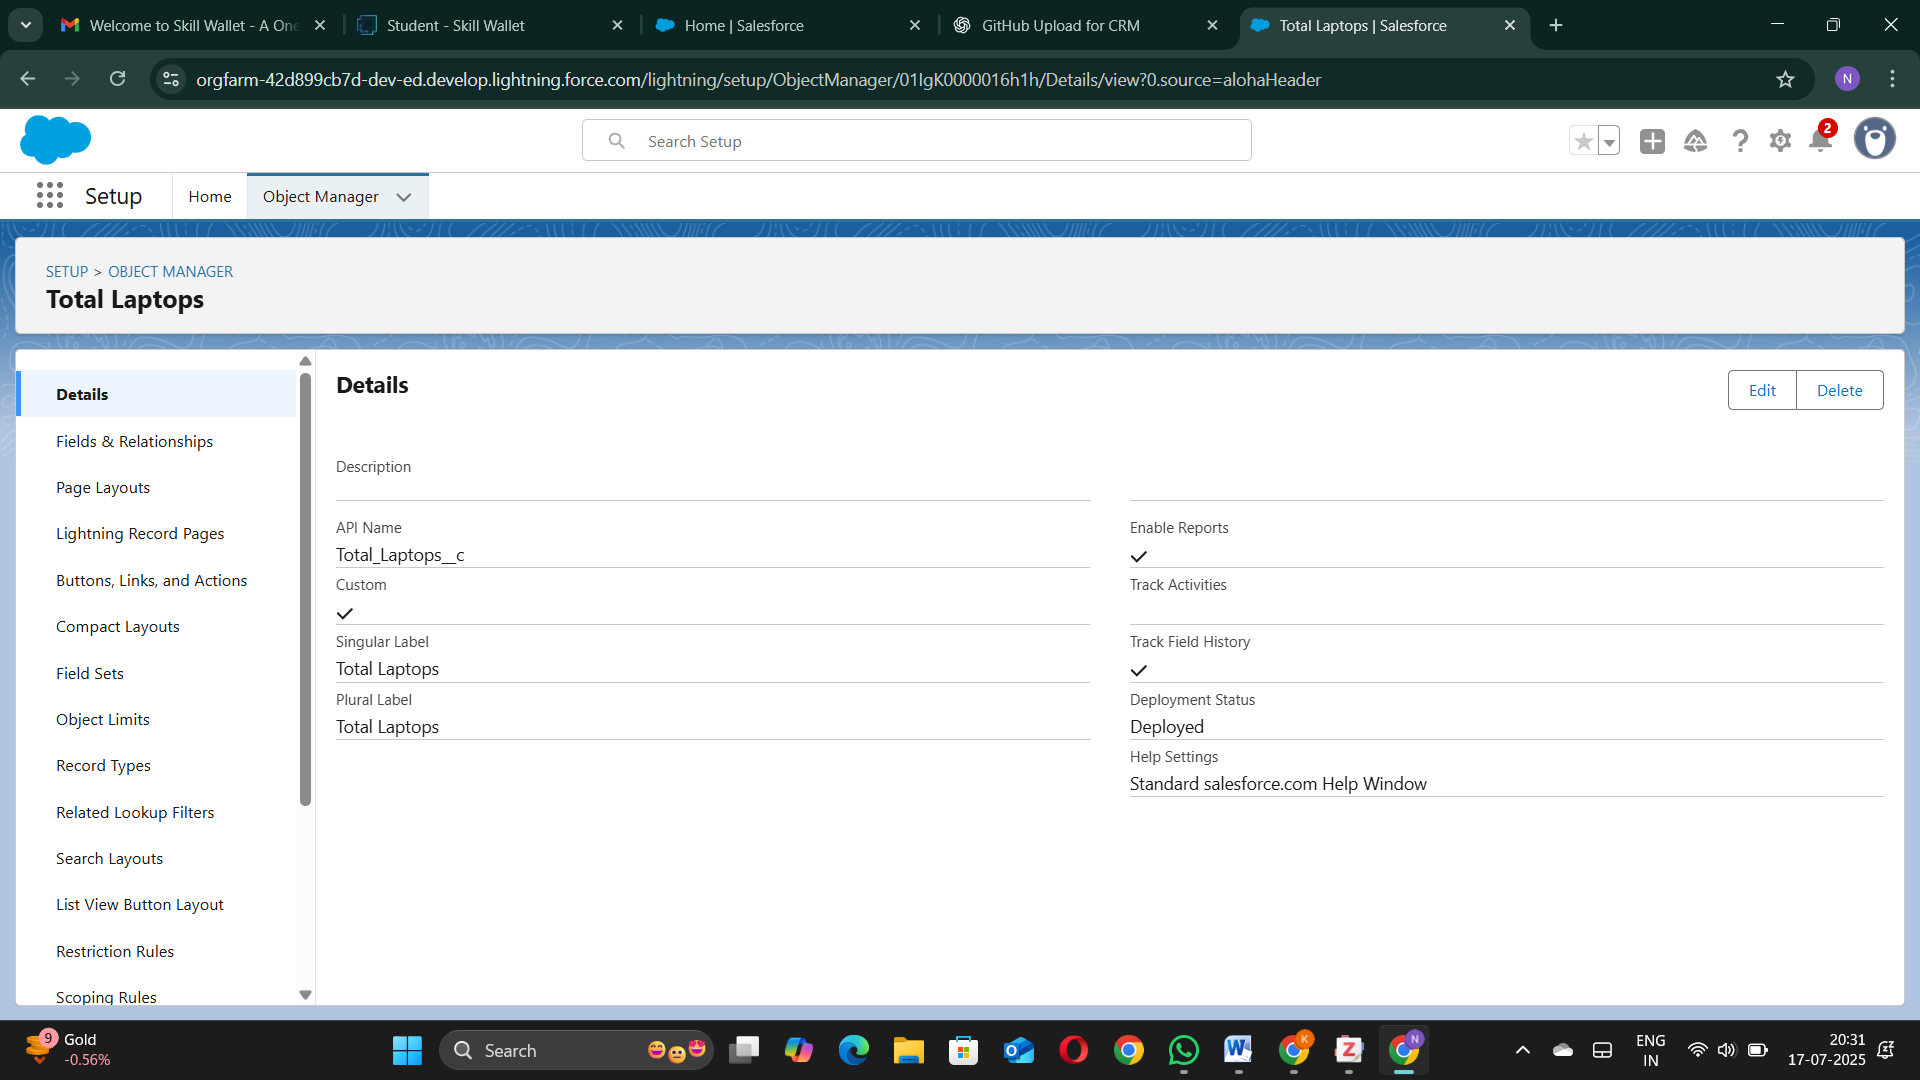 Welcome to Skill Wallet - A One
Student - Skill Wallet
Home | Salesforce
GitHub Upload for CRM
Total Laptops | Salesforce
orgfarm-42d899cb7d-dev-ed.develop.lightning.force.com/lightning/setup/ObjectManager/01IgK0000016h1h/Details/view?0.source=alohaHeader
N
Search Setup
2
Setup
Home
Object Manager
SETUP > OBJECT MANAGER
Total Laptops
Details
Fields & Relationships
Page Layouts
Lightning Record Pages
Buttons, Links, and Actions
Compact Layouts
Field Sets
Object Limits
Record Types
Related Lookup Filters
Search Layouts
List View Button Layout
Restriction Rules
Scoping Rules
Details
Edit
Delete
Description
API Name
Total_Laptops__c
Custom
Singular Label
Total Laptops
Plural Label
Total Laptops
Enable Reports
Track Activities
Track Field History
Deployment Status
Deployed
Help Settings
Standard salesforce.com Help Window
9
Gold
-0.56%
Search
K
N
ENG
IN
20:31
17-07-2025